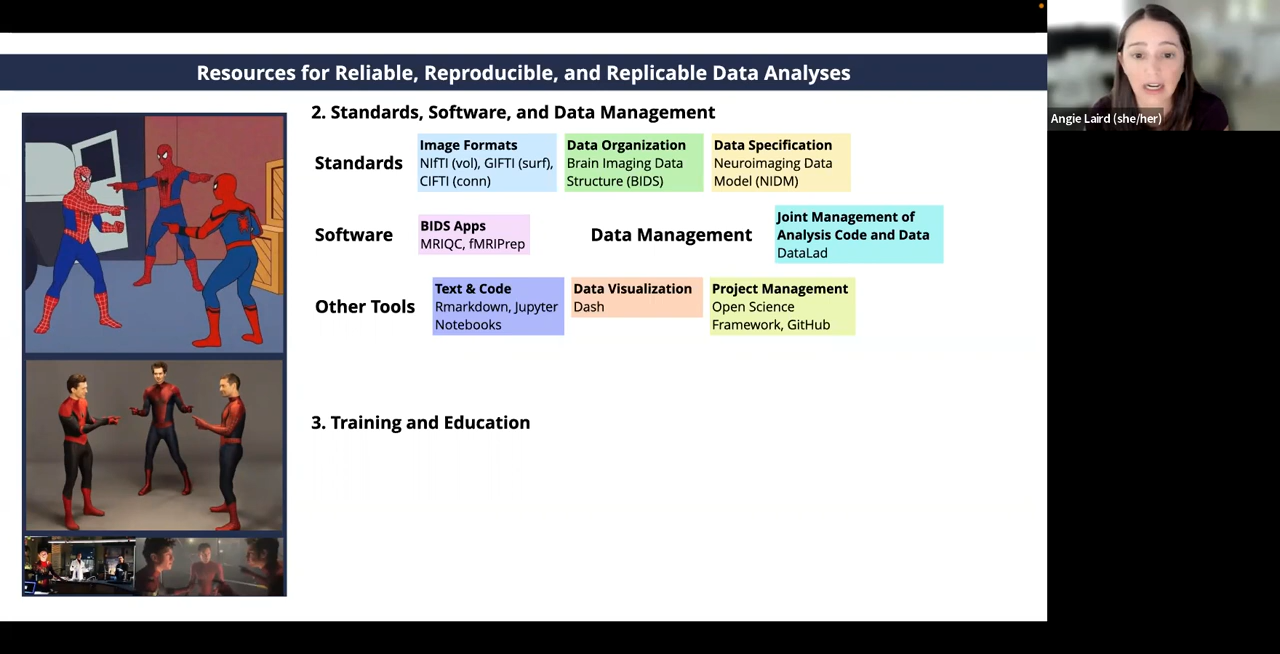 Resources for Reliable, Reproducible, and Replicable Data Analyses
2. Standards, Software, and Data Management
Standards
Image Formats
NIfTI (vol), GIFTI (surf),
CIFTI (conn)
Data Organization
Brain Imaging Data
Structure (BIDS)
Data Specification
Neuroimaging Data
Model (NIDM)
Software
BIDS Apps
MRIQC, fMRIPrep
Data Management
Joint Management of
Analysis Code and Data
DataLad
Other Tools
Text & Code
Rmarkdown, Jupyter
Notebooks
Data Visualization
Dash
Project Management
Open Science
Framework, GitHub
3. Training and Education
Angie Laird (she/her)